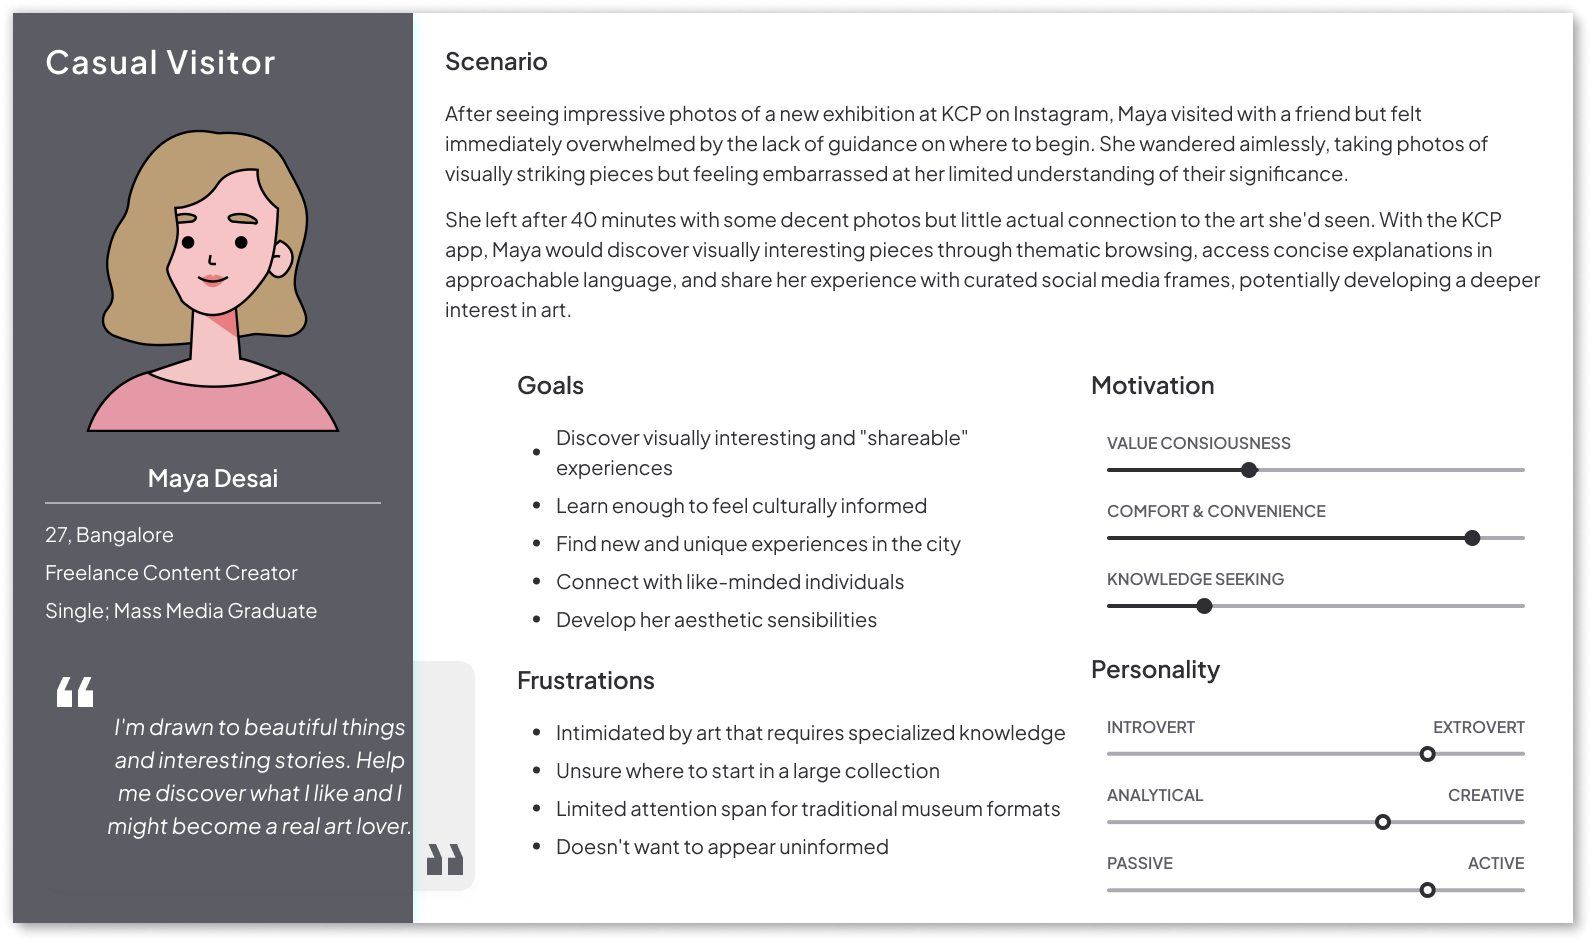 Casual Visitor
Maya Desai
27, Bangalore
Freelance Content Creator
Single; Mass Media Graduate
❝
I'm drawn to beautiful things
and interesting stories. Help
me discover what I like and I
might become a real art lover.
❞
Scenario
After seeing impressive photos of a new exhibition at KCP on Instagram, Maya visited with a friend but felt
immediately overwhelmed by the lack of guidance on where to begin. She wandered aimlessly, taking photos of
visually striking pieces but feeling embarrassed at her limited understanding of their significance.
She left after 40 minutes with some decent photos but little actual connection to the art she'd seen. With the KCP
app, Maya would discover visually interesting pieces through thematic browsing, access concise explanations in
approachable language, and share her experience with curated social media frames, potentially developing a deeper
interest in art.
Goals
• Discover visually interesting and "shareable"
experiences
• Learn enough to feel culturally informed
• Find new and unique experiences in the city
• Connect with like-minded individuals
• Develop her aesthetic sensibilities
Frustrations
• Intimidated by art that requires specialized knowledge
• Unsure where to start in a large collection
• Limited attention span for traditional museum formats
• Doesn't want to appear uninformed
Motivation
VALUE CONSIOUSNESS
COMFORT & CONVENIENCE
KNOWLEDGE SEEKING
Personality
INTROVERT EXTROVERT
ANALYTICAL CREATIVE
PASSIVE ACTIVE